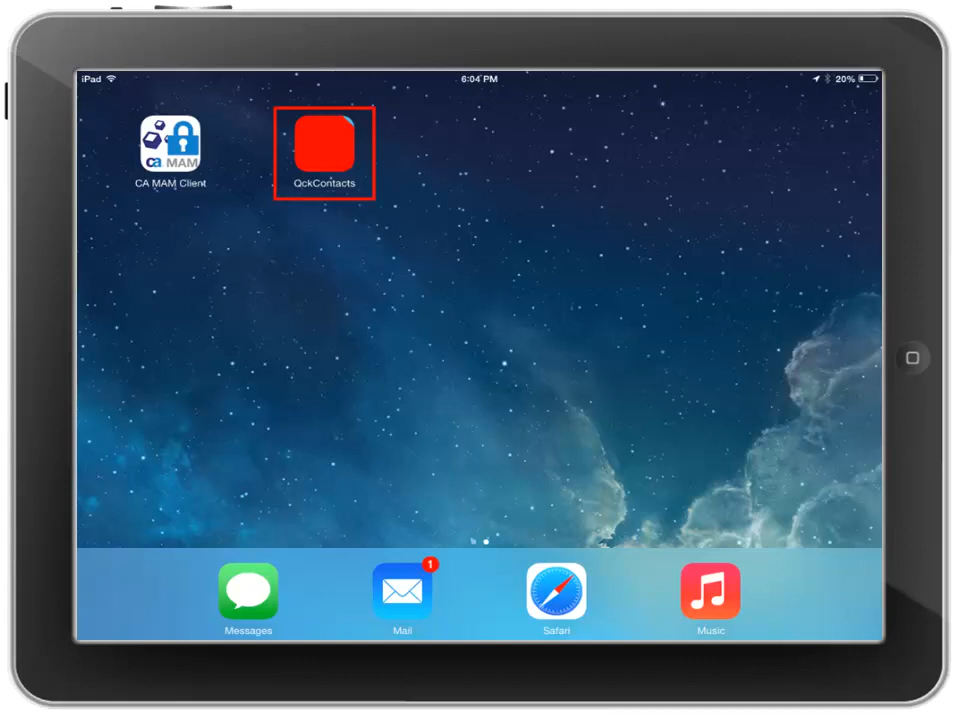 iPad
6:04 PM
20%
ca MAM
CA MAM Client
QckContacts
1
Messages
Mail
Safari
Music